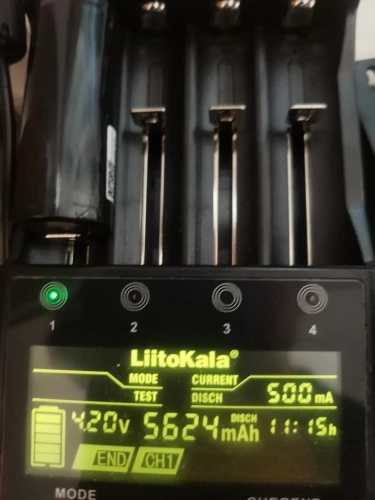 1 2 3 4
LiitoKala®
MODE CURRENT
TEST DISCH 500mA
4.20v 5624mAh DISCH 11:15h
END CH1
MODE CURRENT